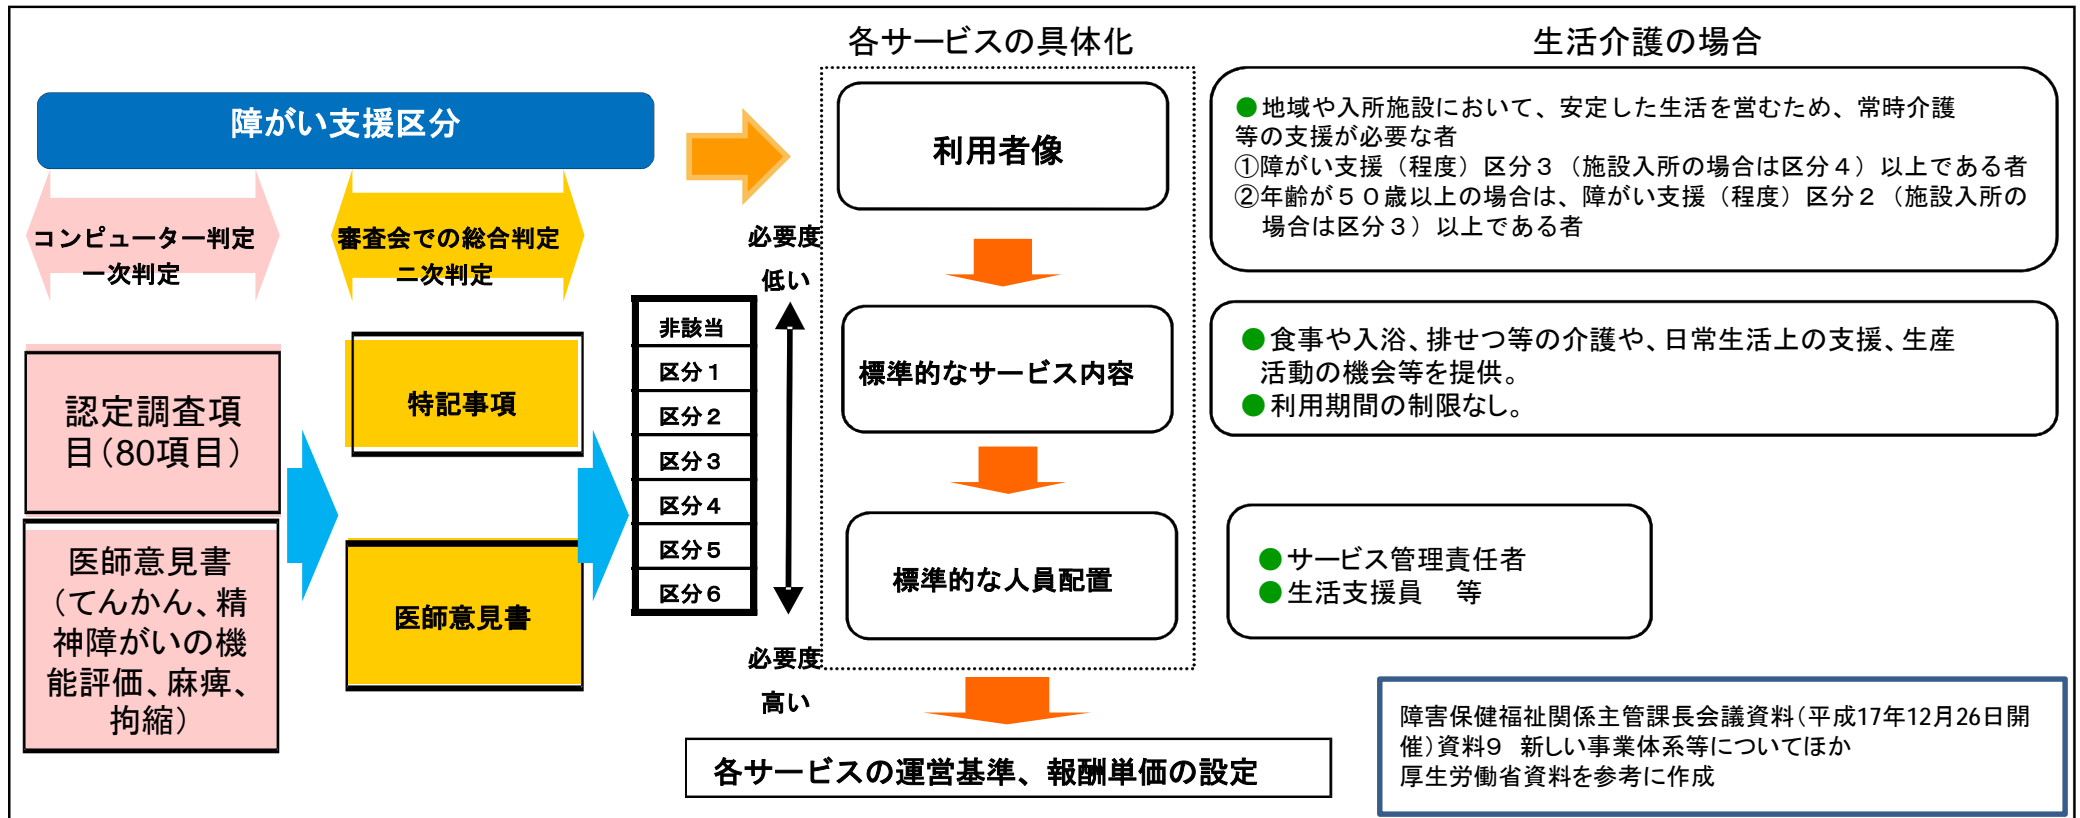 障がい支援区分
コンピューター判定
一次判定
審査会での総合判定
二次判定
認定調査項
目(80項目)
医師意見書
(てんかん、精
神障がいの機
能評価、麻痺、
拘縮)
特記事項
医師意見書
非該当
区分1
区分2
区分3
区分4
区分5
区分6
必要度
低い
必要度
高い
各サービスの具体化
利用者像
標準的なサービス内容
標準的な人員配置
各サービスの運営基準、報酬単価の設定
生活介護の場合
●地域や入所施設において、安定した生活を営むため、常時介護
等の支援が必要な者
①障がい支援(程度)区分3(施設入所の場合は区分4)以上である者
②年齢が50歳以上の場合は、障がい支援(程度)区分2(施設入所の
場合は区分3)以上である者
●食事や入浴、排せつ等の介護や、日常生活上の支援、生産
活動の機会等を提供。
●利用期間の制限なし。
●サービス管理責任者
●生活支援員 等
障害保健福祉関係主管課長会議資料(平成17年12月26日開
催)資料9 新しい事業体系等についてほか
厚生労働省資料を参考に作成